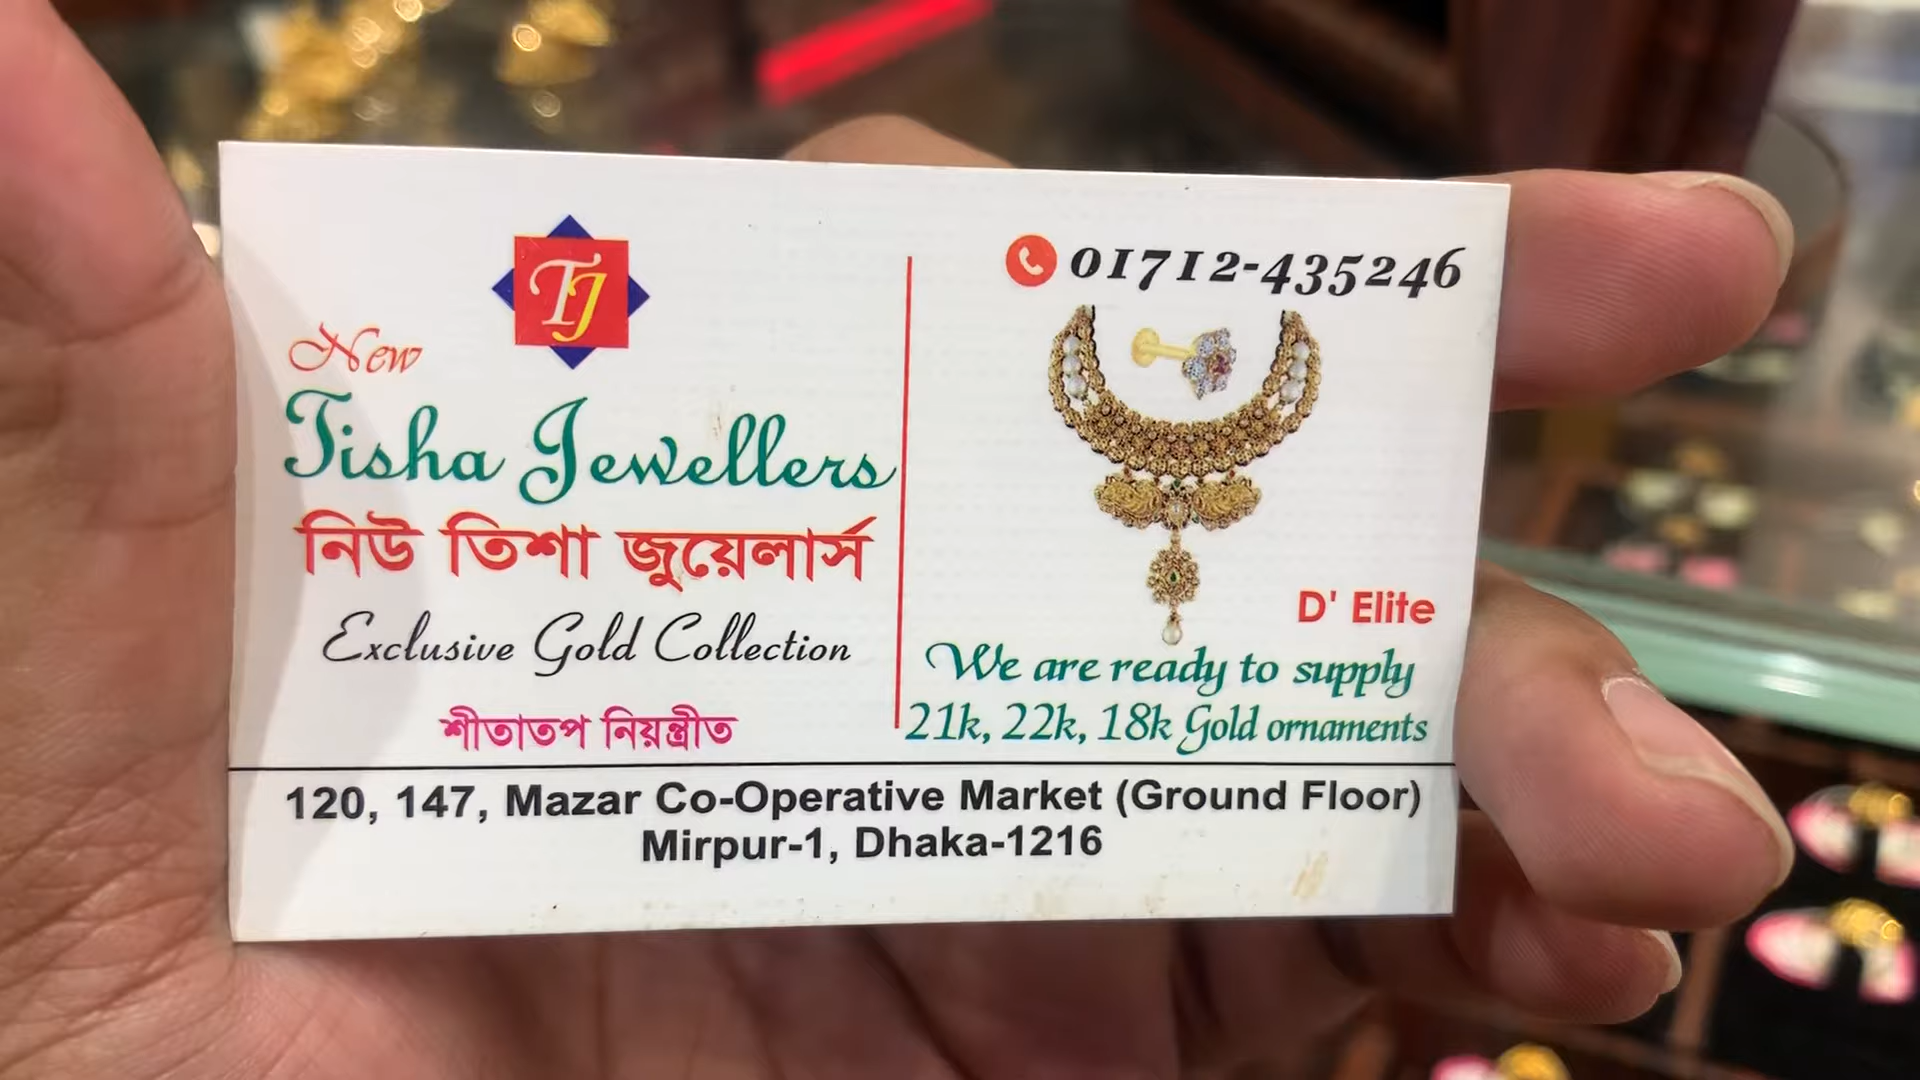 TJ
New
Tisha Jewellers
নিউ তিশা জুয়েলার্স
Exclusive Gold Collection
শীতাতপ নিয়ন্ত্রীত
01712-435246
D' Elite
We are ready to supply
21k, 22k, 18k Gold ornaments
120, 147, Mazar Co-Operative Market (Ground Floor)
Mirpur-1, Dhaka-1216